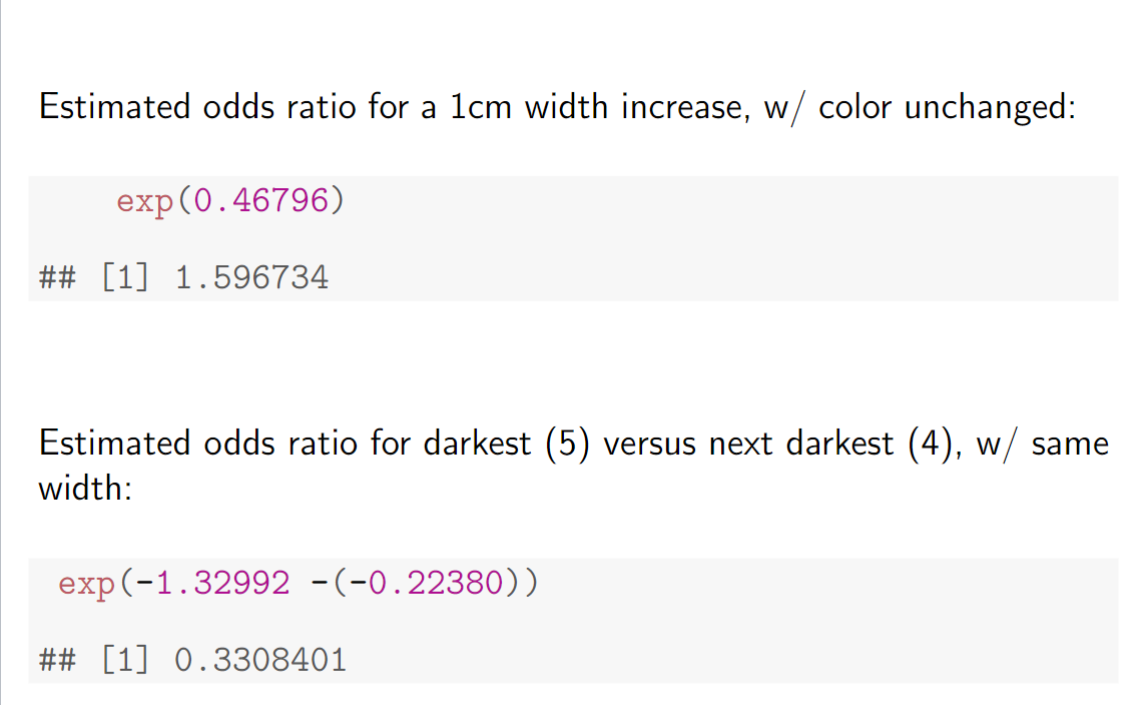 Estimated odds ratio for a 1cm width increase, w/ color unchanged:
exp(0.46796)
## [1] 1.596734
Estimated odds ratio for darkest (5) versus next darkest (4), w/ same
width:
exp(-1.32992 -(-0.22380))
## [1] 0.3308401